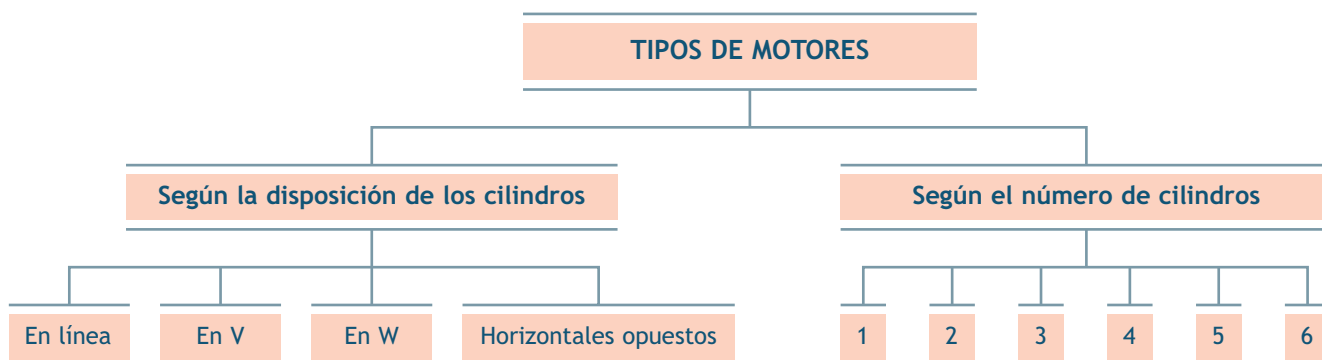 TIPOS DE MOTORES
Según la disposición de los cilindros
Según el número de cilindros
En línea
En V
En W
Horizontales opuestos
1
2
3
4
5
6